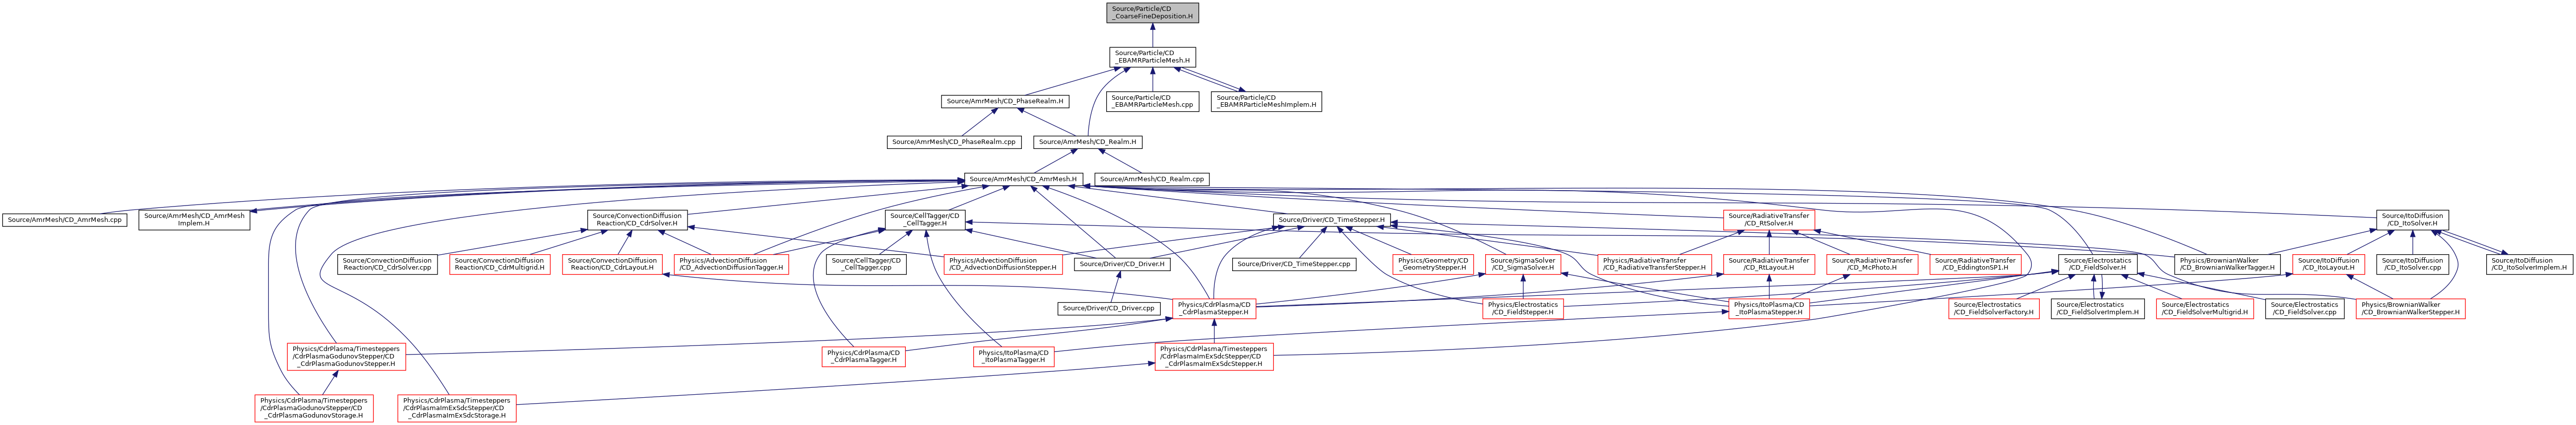 Source/Particle/CD
_CoarseFineDeposition.H
Source/Particle/CD
_EBAMRParticleMesh.H
Source/AmrMesh/CD_PhaseRealm.H
Source/Particle/CD
_EBAMRParticleMesh.cpp
Source/Particle/CD
_EBAMRParticleMeshImplem.H
Source/AmrMesh/CD_PhaseRealm.cpp
Source/AmrMesh/CD_Realm.H
Source/AmrMesh/CD_AmrMesh.H
Source/AmrMesh/CD_Realm.cpp
Source/AmrMesh/CD_AmrMesh.cpp
Source/AmrMesh/CD_AmrMesh
Implem.H
Source/ConvectionDiffusion
Reaction/CD_CdrSolver.H
Source/CellTagger/CD
_CellTagger.H
Source/Driver/CD_TimeStepper.H
Source/RadiativeTransfer
/CD_RtSolver.H
Source/ItoDiffusion
/CD_ItoSolver.H
Source/ConvectionDiffusion
Reaction/CD_CdrSolver.cpp
Source/ConvectionDiffusion
Reaction/CD_CdrMultigrid.H
Source/ConvectionDiffusion
Reaction/CD_CdrLayout.H
Physics/AdvectionDiffusion
/CD_AdvectionDiffusionTagger.H
Source/CellTagger/CD
_CellTagger.cpp
Physics/AdvectionDiffusion
/CD_AdvectionDiffusionStepper.H
Source/Driver/CD_Driver.H
Source/Driver/CD_TimeStepper.cpp
Physics/Geometry/CD
_GeometryStepper.H
Source/SigmaSolver
/CD_SigmaSolver.H
Physics/RadiativeTransfer
/CD_RadiativeTransferStepper.H
Source/RadiativeTransfer
/CD_RtLayout.H
Source/RadiativeTransfer
/CD_McPhoto.H
Source/RadiativeTransfer
/CD_EddingtonSP1.H
Source/Electrostatics
/CD_FieldSolver.H
Physics/BrownianWalker
/CD_BrownianWalkerTagger.H
Source/ItoDiffusion
/CD_ItoLayout.H
Source/ItoDiffusion
/CD_ItoSolver.cpp
Source/ItoDiffusion
/CD_ItoSolverImplem.H
Source/Driver/CD_Driver.cpp
Physics/CdrPlasma/CD
_CdrPlasmaStepper.H
Physics/Electrostatics
/CD_FieldStepper.H
Physics/ItoPlasma/CD
_ItoPlasmaStepper.H
Source/Electrostatics
/CD_FieldSolverFactory.H
Source/Electrostatics
/CD_FieldSolverImplem.H
Source/Electrostatics
/CD_FieldSolverMultigrid.H
Source/Electrostatics
/CD_FieldSolver.cpp
Physics/BrownianWalker
/CD_BrownianWalkerStepper.H
Physics/CdrPlasma/Timesteppers
/CdrPlasmaGodunovStepper/CD
_CdrPlasmaGodunovStepper.H
Physics/CdrPlasma/CD
_CdrPlasmaTagger.H
Physics/ItoPlasma/CD
_ItoPlasmaTagger.H
Physics/CdrPlasma/Timesteppers
/CdrPlasmaImExSdcStepper/CD
_CdrPlasmaImExSdcStepper.H
Physics/CdrPlasma/Timesteppers
/CdrPlasmaGodunovStepper/CD
_CdrPlasmaGodunovStorage.H
Physics/CdrPlasma/Timesteppers
/CdrPlasmaImExSdcStepper/CD
_CdrPlasmaImExSdcStorage.H